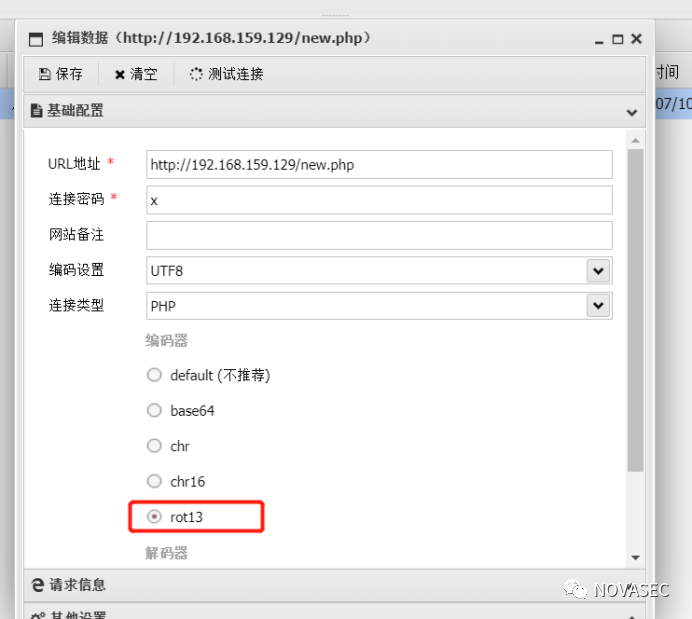 编辑数据（http://192.168.159.129/new.php）
保存 清空 测试连接
时间
基础配置
07/10
URL地址 * http://192.168.159.129/new.php
连接密码 * x
网站备注
编码设置 UTF8
连接类型 PHP
编码器
default (不推荐)
base64
chr
chr16
rot13
解码器
请求信息
NOVASEC
其他设置